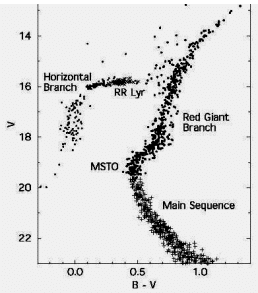 14
16
18
20
22
V
Horizontal
Branch
RR Lyr
Red Giant
Branch
MSTO
Main Sequence
0.0
0.5
1.0
B - V